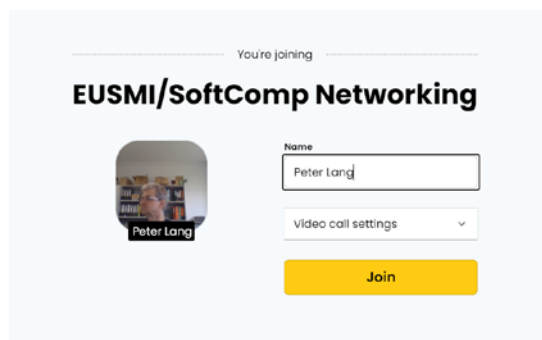 You're joining
EUSMI/SoftComp Networking
Name
Peter Lang
Peter Lang
Video call settings
Join